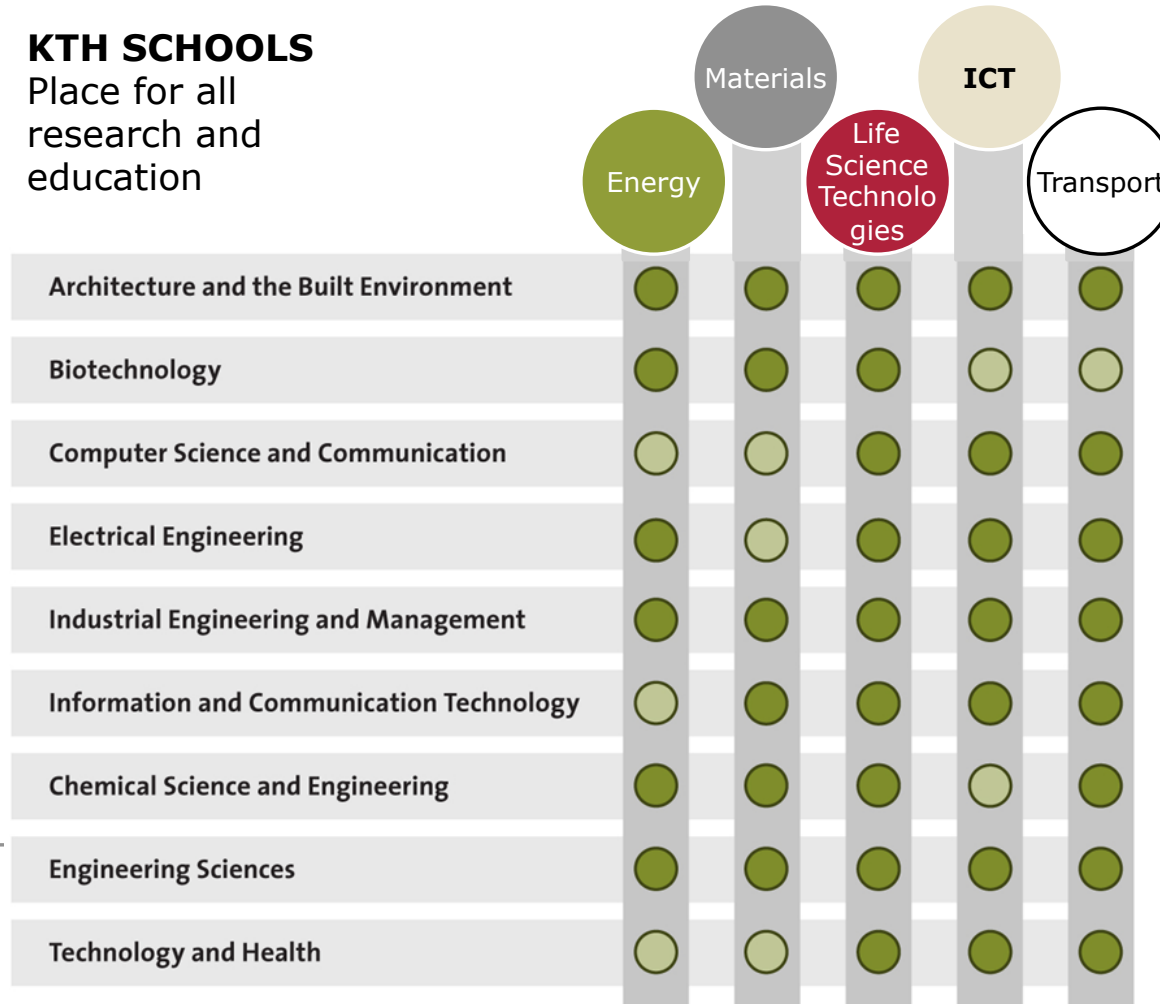 KTH SCHOOLS
Place for all
research and
education
Materials
ICT
Energy
Life
Science
Technolo
gies
Transport
Architecture and the Built Environment
Biotechnology
Computer Science and Communication
Electrical Engineering
Industrial Engineering and Management
Information and Communication Technology
Chemical Science and Engineering
Engineering Sciences
Technology and Health